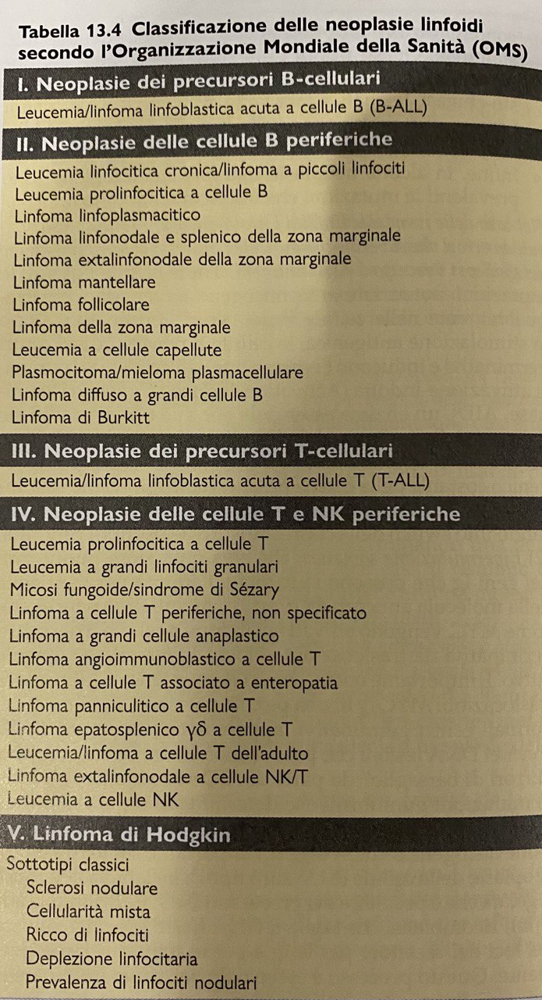 Tabella 13.4 Classificazione delle neoplasie linfoidi
secondo l'Organizzazione Mondiale della Sanità (OMS)
I. Neoplasie dei precursori B-cellulari
Leucemia/linfoma linfoblastica acuta a cellule B (B-ALL)
II. Neoplasie delle cellule B periferiche
Leucemia linfocitica cronica/linfoma a piccoli linfociti
Leucemia prolinfocitica a cellule B
Linfoma linfoplasmacitico
Linfoma linfonodale e splenico della zona marginale
Linfoma extalinfonodale della zona marginale
Linfoma mantellare
Linfoma follicolare
Linfoma della zona marginale
Leucemia a cellule capellute
Plasmocitoma/mieloma plasmacellulare
Linfoma diffuso a grandi cellule B
Linfoma di Burkitt
III. Neoplasie dei precursori T-cellulari
Leucemia/linfoma linfoblastica acuta a cellule T (T-ALL)
IV. Neoplasie delle cellule T e NK periferiche
Leucemia prolinfocitica a cellule T
Leucemia a grandi linfociti granulari
Micosi fungoide/sindrome di Sézary
Linfoma a cellule T periferiche, non specificato
Linfoma a grandi cellule anaplastico
Linfoma angioimmunoblastico a cellule T
Linfoma a cellule T associato a enteropatia
Linfoma panniculitico a cellule T
Linfoma epatosplenico γδ a cellule T
Leucemia/linfoma a cellule T dell'adulto
Linfoma extalinfonodale a cellule NK/T
Leucemia a cellule NK
V. Linfoma di Hodgkin
Sottotipi classici
Sclerosi nodulare
Cellularità mista
Ricco di linfociti
Deplezione linfocitaria
Prevalenza di linfociti nodulari